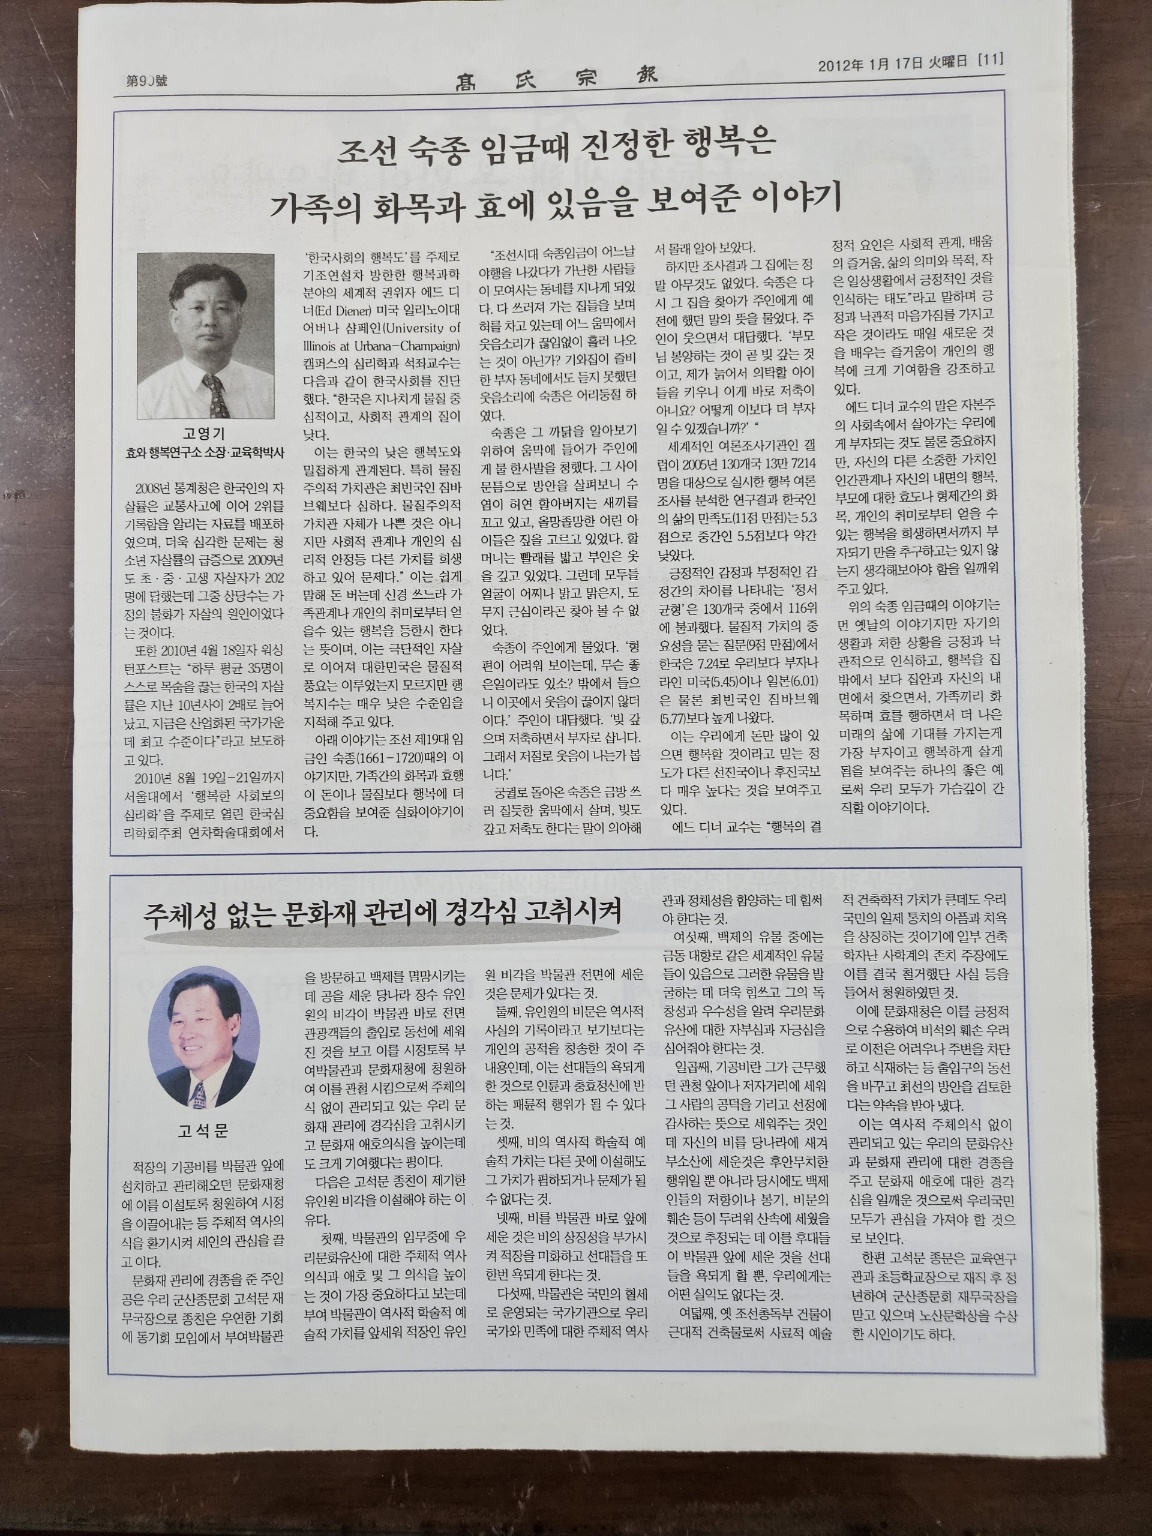 第90號
高氏宗報
2012年 1月 17日 火曜日 [11]
조선 숙종 임금때 진정한 행복은
가족의 화목과 효에 있음을 보여준 이야기
고영기
효와 행복연구소 소장·교육학박사
2008년 통계청은 한국인의 자
살률은 교통사고에 이어 2위를
기록함을 알리는 자료를 배포하
였으며, 더욱 심각한 문제는 청
소년 자살률의 급증으로 2009년
도 초·중·고생 자살자가 202
명에 답했는데 그중 상당수는 가
정의 불화가 자살의 원인이었다
는 것이다.
또한 2010년 4월 18일자 워싱
턴포스트는 “하루 평균 35명이
스스로 목숨을 끊는 한국의 자살
률은 지난 10년사이 2배로 늘어
났고, 지금은 산업화된 국가가운
데 최고 수준이다”라고 보도하
고 있다.
2010년 8월 19일-21일까지
서울대에서 ‘행복한 사회로의
심리학’을 주제로 열린 한국심
리학회주최 연차학술대회에서
‘한국사회의 행복도’를 주제로
기조연설차 방한한 행복과학
분야의 세계적 권위자 에드 디
너(Ed Diener) 미국 일리노이대
어버나 샴페인(University of
Illinois at Urbana-Champaign)
캠퍼스의 심리학과 석좌교수는
다음과 같이 한국사회를 진단
했다. “한국은 지나치게 물질 중
심적이고, 사회적 관계의 질이
낮다.
이는 한국의 낮은 행복도와
밀접하게 관계된다. 특히 물질
주의적 가치관은 최빈국인 짐바
브웨보다 심하다. 물질주의적
가치관 자체가 나쁜 것은 아니
지만 사회적 관계나 개인의 심
리적 안정등 다른 가치를 희생
하고 있어 문제다.” 이는 쉽게
말해 돈 버는데 신경 쓰느라 가
족관계나 개인의 취미로부터 얻
을수 있는 행복을 등한시 한다
는 뜻이며, 이는 극단적인 자살
로 이어져 대한민국은 물질적
풍요는 이루었는지 모르지만 행
복지수는 매우 낮은 수준임을
지적해 주고 있다.
아래 이야기는 조선 제19대 임
금인 숙종(1661-1720)때의 이
야기지만, 가족간의 화목과 효행
이 돈이나 물질보다 행복에 더
중요함을 보여준 실화이야기이
다.
“조선시대 숙종임금이 어느날
야행을 나갔다가 가난한 사람들
이 모여사는 동네를 지나게 되었
다. 다 쓰러져 가는 집들을 보며
혀를 차고 있는데 어느 움막에서
웃음소리가 끊임없이 흘러 나오
는 것이 아닌가? 기와집이 즐비
한 부자 동네에서도 듣지 못했던
웃음소리에 숙종은 어리둥절 하
였다.
숙종은 그 까닭을 알아보기
위하여 움막에 들어가 주인에
게 물 한사발을 청했다. 그 사이
문틈으로 방안을 살펴보니 수
염이 허연 할아버지는 새끼를
꼬고 있고, 올망졸망한 어린 아
이들은 짚을 고르고 있었다. 할
머니는 빨래를 밟고 부인은 옷
을 깁고 있었다. 그런데 모두들
얼굴이 어찌나 밝고 맑은지, 도
무지 근심이라곤 찾아 볼 수 없
었다.
숙종이 주인에게 물었다. ‘형
편이 어려워 보이는데, 무슨 좋
은일이라도 있소? 밖에서 들으
니 이곳에서 웃음이 끊이지 않더
이다.’ 주인이 대답했다. ‘빚 갚
으며 저축하면서 부자로 삽니다.
그래서 저절로 웃음이 나는가 봅
니다.’
궁궐로 돌아온 숙종은 금방 쓰
러 질듯한 움막에서 살며, 빚도
갚고 저축도 한다는 말이 의아해
서 몰래 알아 보았다.
하지만 조사결과 그 집에는 정
말 아무것도 없었다. 숙종은 다
시 그 집을 찾아가 주인에게 예
전에 했던 말의 뜻을 물었다. 주
인이 웃으면서 대답했다. ‘부모
님 봉양하는 것이 곧 빚 갚는 것
이고, 제가 늙어서 의탁할 아이
들을 키우니 이게 바로 저축이
아니요? 어떻게 이보다 더 부자
일 수 있겠습니까?’ “
세계적인 여론조사기관인 갤
럽이 2005년 130개국 13만 7214
명을 대상으로 실시한 행복 여론
조사를 분석한 연구결과 한국인
의 삶의 만족도(11점 만점)는 5.3
점으로 중간인 5.5점보다 약간
낮았다.
긍정적인 감정과 부정적인 감
정간의 차이를 나타내는 ‘정서
균형’은 130개국 중에서 116위
에 불과했다. 물질적 가치의 중
요성을 묻는 질문(9점 만점)에서
한국은 7.24로 우리보다 부자나
라인 미국(5.45)이나 일본(6.01)
은 물론 최빈국인 짐바브웨
(5.77)보다 높게 나왔다.
이는 우리에게 돈만 많이 있
으면 행복할 것이라고 믿는 정
도가 다른 선진국이나 후진국보
다 매우 높다는 것을 보여주고
있다.
에드 디너 교수는 “행복의 결
정적 요인은 사회적 관계, 배움
의 즐거움, 삶의 의미와 목적, 작
은 일상생활에서 긍정적인 것을
인식하는 태도”라고 말하며 긍
정과 낙관적 마음가짐를 가지고
작은 것이라도 매일 새로운 것
을 배우는 즐거움이 개인의 행
복에 크게 기여함을 강조하고
있다.
에드 디너 교수의 말은 자본주
의 사회속에서 살아가는 우리에
게 부자되는 것도 물론 중요하지
만, 자신의 다른 소중한 가치인
인간관계나 자신의 내면의 행복,
부모에 대한 효도나 형제간의 화
목, 개인의 취미로부터 얻을 수
있는 행복을 희생하면서까지 부
자되기 만을 추구하고는 있지 않
는지 생각해보아야 함을 일깨워
주고 있다.
위의 숙종 임금때의 이야기는
먼 옛날의 이야기지만 자기의
생활과 처한 상황을 긍정과 낙
관적으로 인식하고, 행복을 집
밖에서 보다 집안과 자신의 내
면에서 찾으면서, 가족끼리 화
목하며 효를 행하면서 더 나은
미래의 삶에 기대를 가지는게
가장 부자이고 행복하게 살게
됨을 보여주는 하나의 좋은 예
로써 우리 모두가 가슴깊이 간
직할 이야기이다.
주체성 없는 문화재 관리에 경각심 고취시켜
고석문
적장의 기공비를 박물관 앞에
설치하고 관리해오던 문화재청
에 이를 이설토록 청원하여 시정
을 이끌어내는 등 주체적 역사의
식을 환기시켜 세인의 관심을 끌
고 이다.
문화재 관리에 경종을 준 주인
공은 우리 군산종문회 고석문 재
무국장으로 종친은 우연한 기회
에 동기회 모임에서 부여박물관
을 방문하고 백제를 멸망시키는
데 공을 세운 당나라 장수 유인
원의 비각이 박물관 바로 전면
관광객들의 출입로 동선에 세워
진 것을 보고 이를 시정토록 부
여박물관과 문화재청에 청원하
여 이를 관철 시킴으로써 주체의
식 없이 관리되고 있는 우리 문
화재 관리에 경각심을 고취시키
고 문화재 애호의식을 높이는데
도 크게 기여했다는 평이다.
다음은 고석문 종친이 제기한
유인원 비각을 이설해야 하는 이
유다.
첫째, 박물관의 임무중에 우
리문화유산에 대한 주체적 역사
의식과 애호 및 그 의식을 높이
는 것이 가장 중요하다고 보는데
부여 박물관이 역사적 학술적 예
술적 가치를 앞세워 적장인 유인
원 비각을 박물관 전면에 세운
것은 문제가 있다는 것.
둘째, 유인원의 비문은 역사적
사실의 기록이라고 보기보다는
개인의 공적을 칭송한 것이 주
내용인데, 이는 선대들의 욕되게
한 것으로 인륜과 충효정신에 반
하는 패륜적 행위가 될 수 있다
는 것.
셋째, 비의 역사적 학술적 예
술적 가치는 다른 곳에 이설해도
그 가치가 폄하되거나 문제가 될
수 없다는 것.
넷째, 비를 박물관 바로 앞에
세운 것은 비의 상징성을 부가시
켜 적장을 미화하고 선대들을 또
한번 욕되게 한다는 것.
다섯째, 박물관은 국민의 혈세
로 운영되는 국가기관으로 우리
국가와 민족에 대한 주체적 역사
관과 정체성을 함양하는 데 힘써
야 한다는 것.
여섯째, 백제의 유물 중에는
금동 대향로 같은 세계적인 유물
들이 있음으로 그러한 유물을 발
굴하는 데 더욱 힘쓰고 그의 독
창성과 우수성을 알려 우리문화
유산에 대한 자부심과 자긍심을
심어줘야 한다는 것.
일곱째, 기공비란 그가 근무했
던 관청 앞이나 저자거리에 세워
그 사람의 공덕을 기리고 선정에
감사하는 뜻으로 세워주는 것인
데 자신의 비를 당나라에 새겨
부소산에 세운것은 후안무치한
행위일 뿐 아니라 당시에도 백제
인들의 저항이나 봉기, 비문의
훼손 등이 두려워 산속에 세웠을
것으로 추정되는 데 이를 후대들
이 박물관 앞에 세운 것을 선대
들을 욕되게 할 뿐, 우리에게는
어떤 실익도 없다는 것.
여덟째, 옛 조선총독부 건물이
근대적 건축물로써 사료적 예술
적 건축학적 가치가 큰데도 우리
국민의 일제 통치의 아픔과 치욕
을 상징하는 것이기에 일부 건축
학자난 사학계의 존치 주장에도
이를 결국 철거했단 사실 등을
들어서 청원하였던 것.
이에 문화재청은 이를 긍정적
으로 수용하여 비석의 훼손 우려
로 이전은 어려우나 주변을 차단
하고 식재하는 등 출입구의 동선
을 바꾸고 최선의 방안을 검토한
다는 약속을 받아 냈다.
이는 역사적 주체의식 없이
관리되고 있는 우리의 문화유산
과 문화재 관리에 대한 경종을
주고 문화재 애호에 대한 경각
심을 일깨운 것으로써 우리국민
모두가 관심을 가져야 할 것으
로 보인다.
한편 고석문 종문은 교육연구
관과 초등학교장으로 재직 후 정
년하여 군산종문회 재무국장을
맡고 있으며 노산문학상을 수상
한 시인이기도 하다.